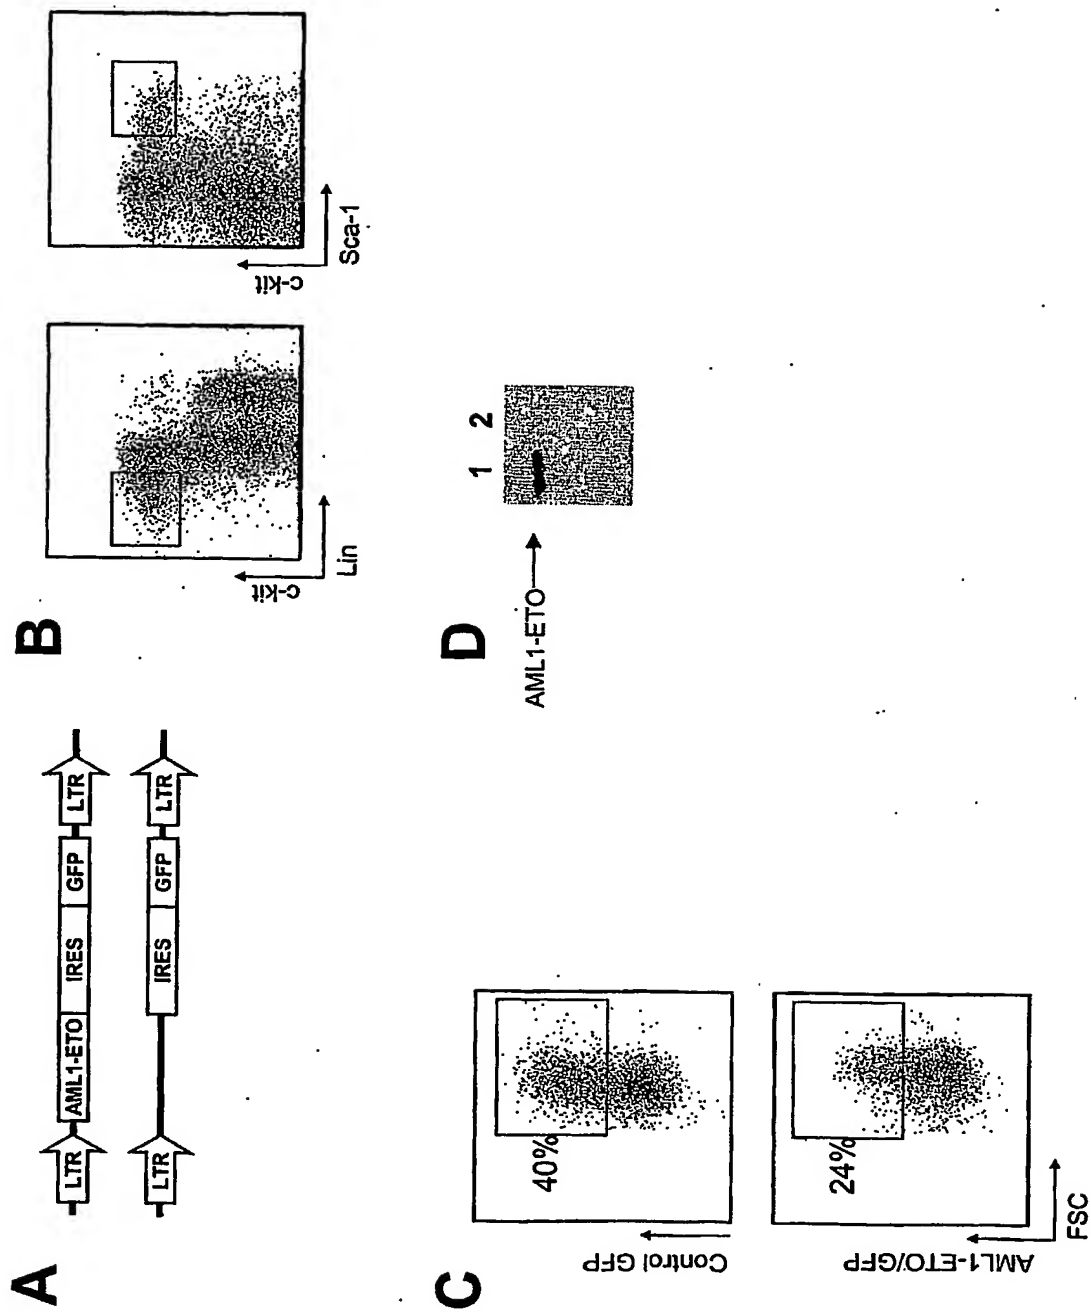 A
LTR AML1-ETO IRES GFP LTR
LTR IRES GFP LTR
B
c-kit
Lin
c-kit
Sca-1
C
40%
Control GFP
24%
AML1-ETO/GFP
FSC
D
1 2
AML1-ETO